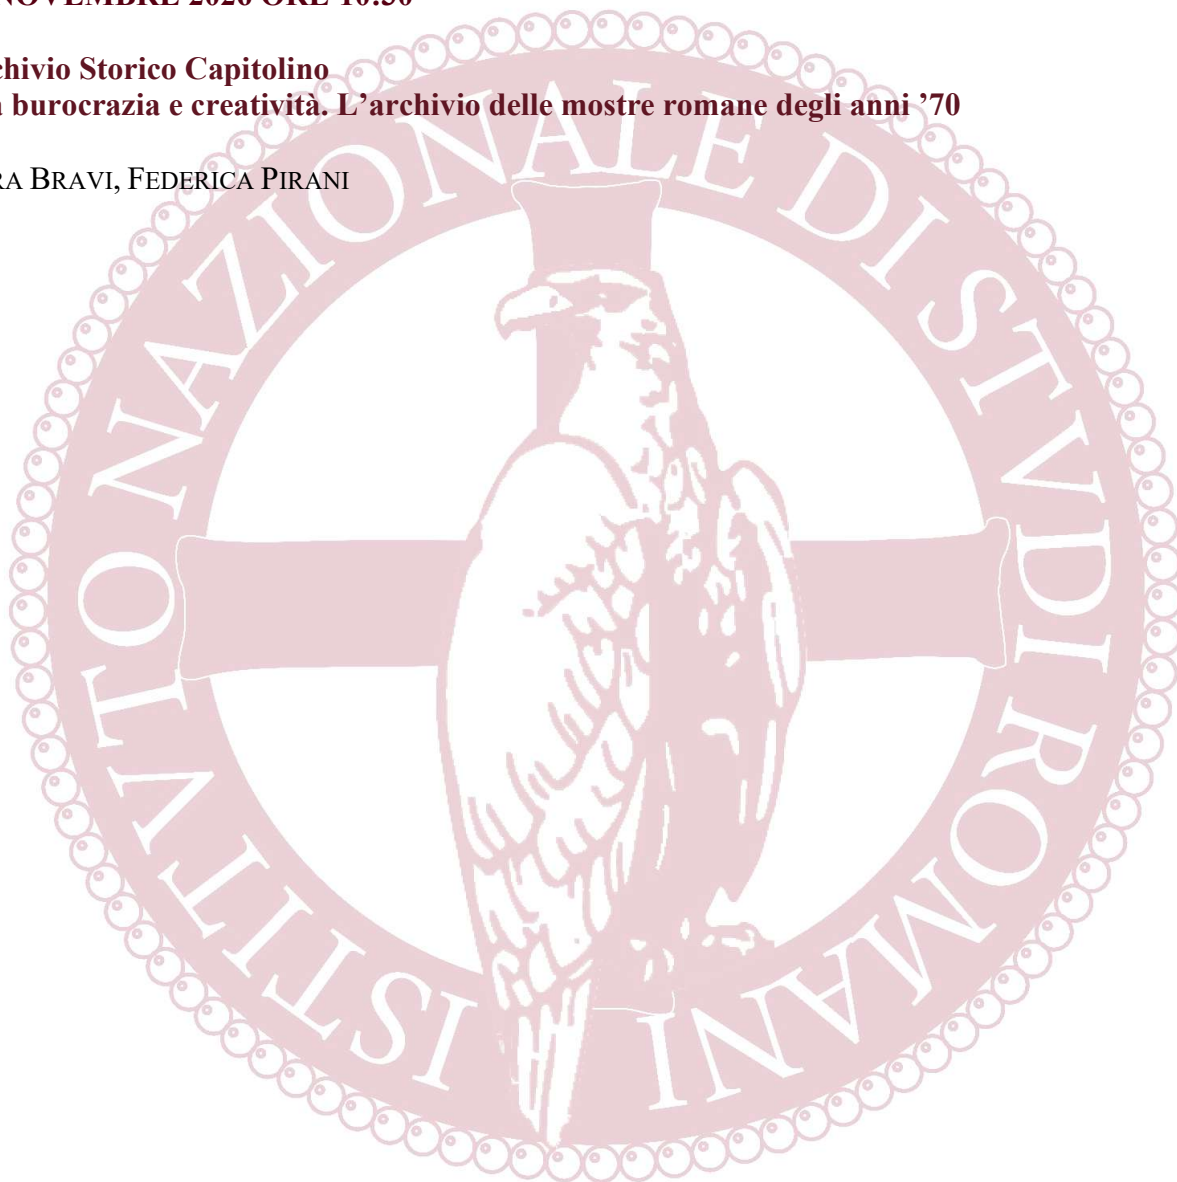 NOVEMBRE 2026 ORE 10:30
chivio Storico Capitolino
a burocrazia e creatività. L’archivio delle mostre romane degli anni ’70
RA BRAVI, FEDERICA PIRANI
ISTITVTO NAZIONALE DI STVDI ROMANI